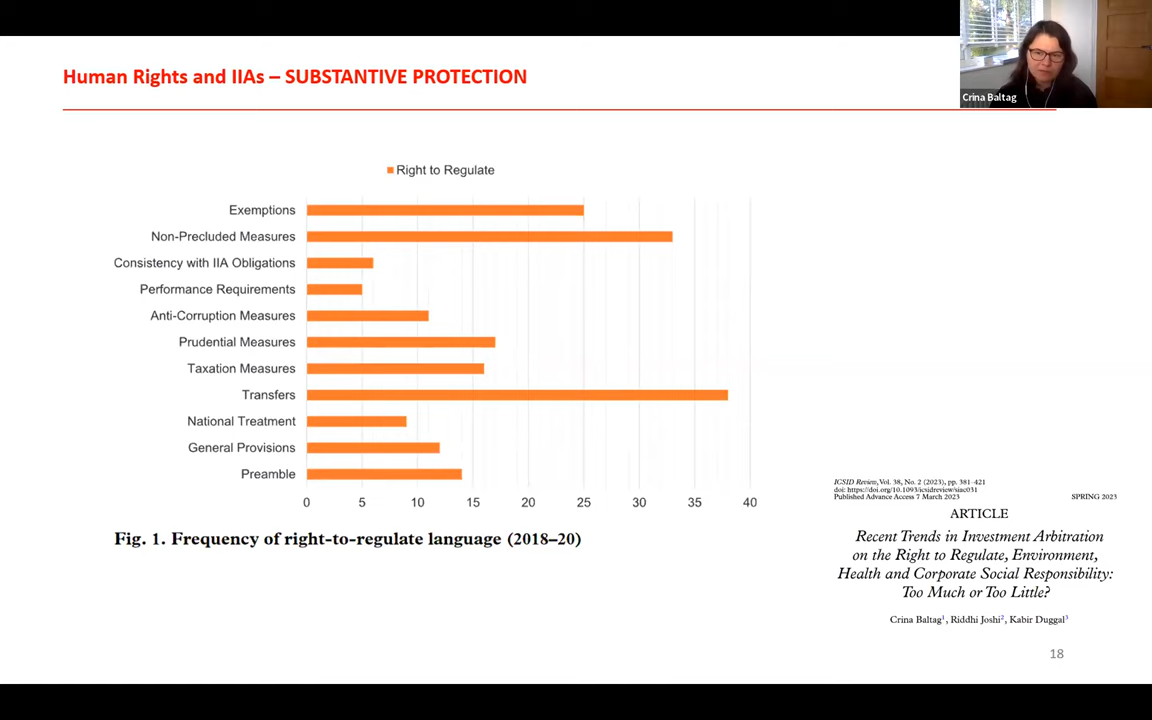 Human Rights and IIAs – SUBSTANTIVE PROTECTION
Crina Baltag
Right to Regulate
Exemptions
Non-Precluded Measures
Consistency with IIA Obligations
Performance Requirements
Anti-Corruption Measures
Prudential Measures
Taxation Measures
Transfers
National Treatment
General Provisions
Preamble
0 5 10 15 20 25 30 35 40
Fig. 1. Frequency of right-to-regulate language (2018–20)
ICSID Review, Vol. 38, No. 2 (2023), pp. 381–421
doi: https://doi.org/10.1093/icsidreview/siac031
Published Advance Access 7 March 2023 SPRING 2023
ARTICLE
Recent Trends in Investment Arbitration
on the Right to Regulate, Environment,
Health and Corporate Social Responsibility:
Too Much or Too Little?
Crina Baltag1, Riddhi Joshi2, Kabir Duggal3
18